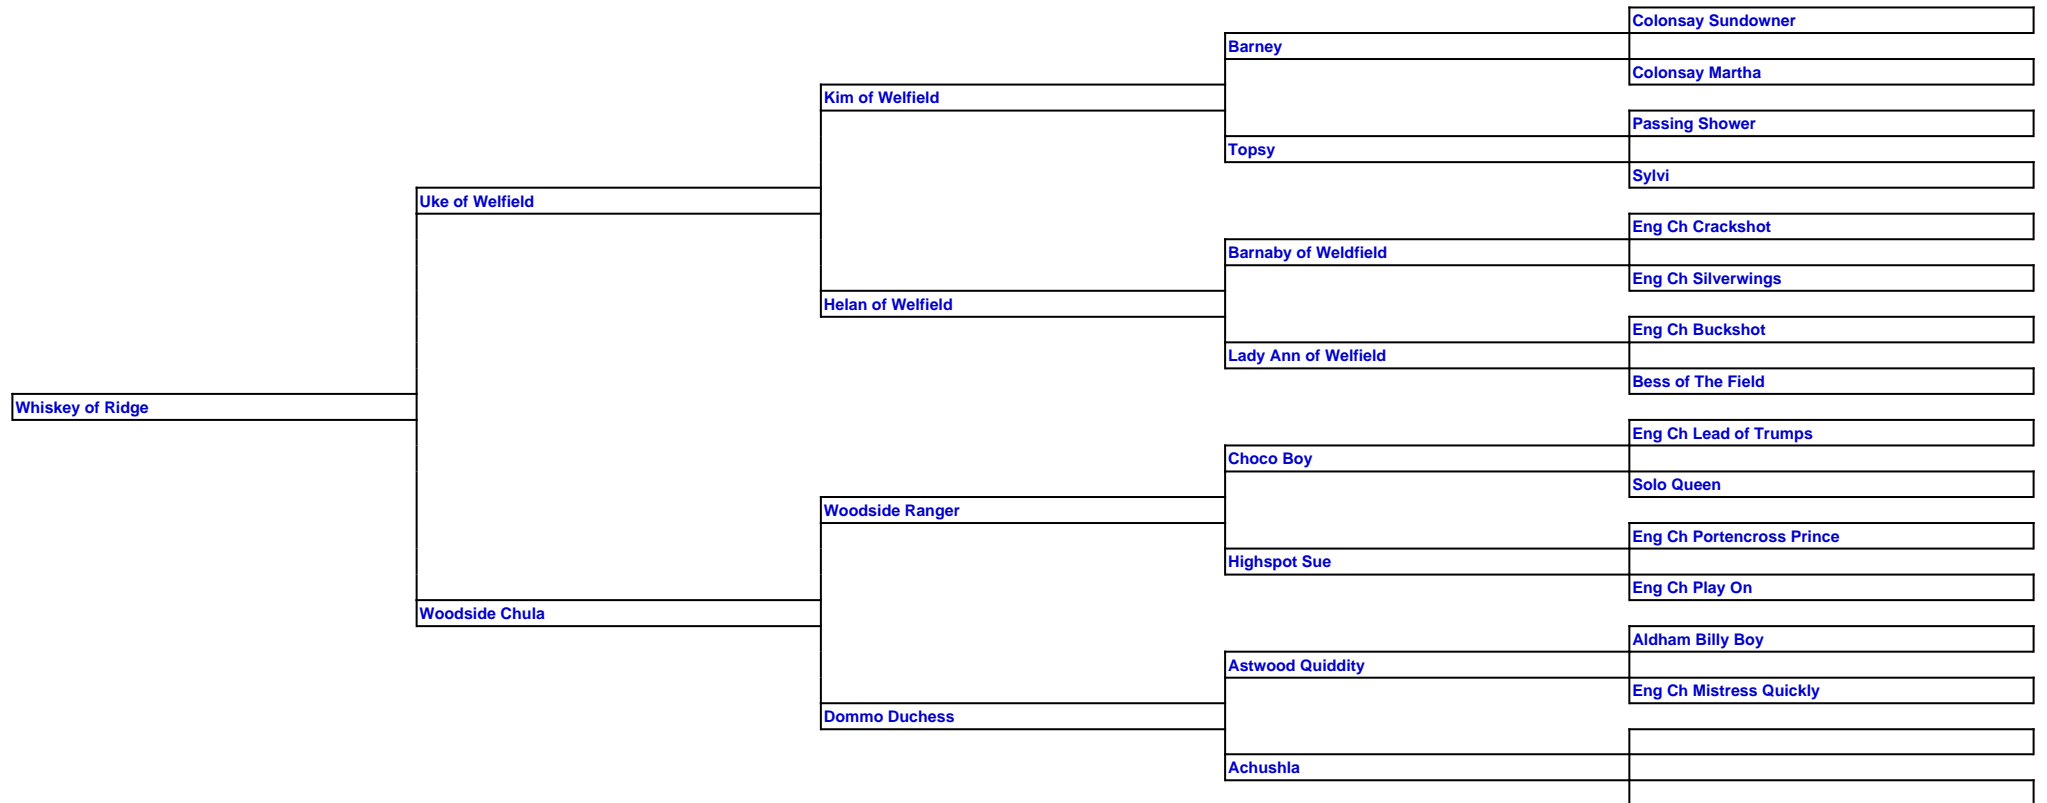 Colonsay Sundowner
Barney
Colonsay Martha
Kim of Welfield
Passing Shower
Topsy
Sylvi
Uke of Welfield
Eng Ch Crackshot
Barnaby of Weldfield
Eng Ch Silverwings
Helan of Welfield
Eng Ch Buckshot
Lady Ann of Welfield
Bess of The Field
Whiskey of Ridge
Eng Ch Lead of Trumps
Choco Boy
Solo Queen
Woodside Ranger
Eng Ch Portencross Prince
Highspot Sue
Eng Ch Play On
Woodside Chula
Aldham Billy Boy
Astwood Quiddity
Eng Ch Mistress Quickly
Dommo Duchess
Achushla